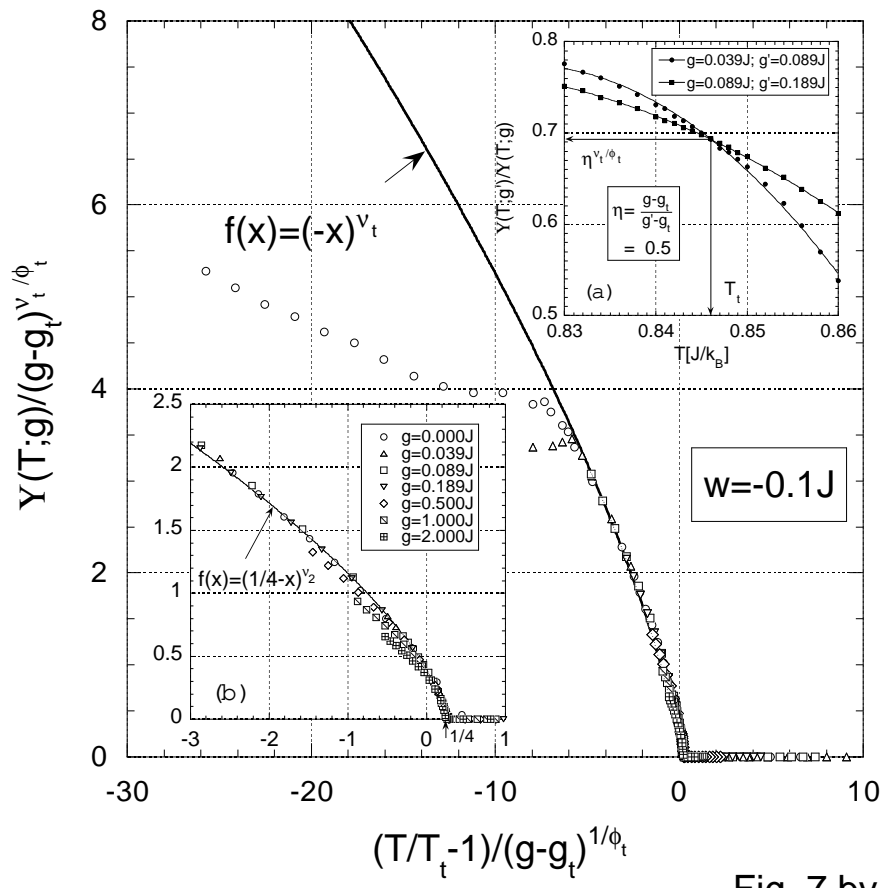 8
6
4
2
0
-30
-20
-10
0
10
Y(T;g)/(g-g_t)^{ν_t/ϕ_t}
(T/T_t-1)/(g-g_t)^{1/ϕ_t}
f(x)=(-x)^{ν_t}
w=-0.1J
0.8
0.7
0.6
0.5
0.83
0.84
0.85
0.86
Y(T;g')/Y(T;g)
T[J/k_B]
g=0.039J; g'=0.089J
g=0.089J; g'=0.189J
η^{ν_t/ϕ_t}
η= g-g_t
g'-g_t
= 0.5
T_t
(a)
2.5
2
1.5
1
0.5
0
-3
-2
-1
0
1/4
1
g=0.000J
g=0.039J
g=0.089J
g=0.189J
g=0.500J
g=1.000J
g=2.000J
f(x)=(1/4-x)^{ν_2}
(b)
Fig. 7 by